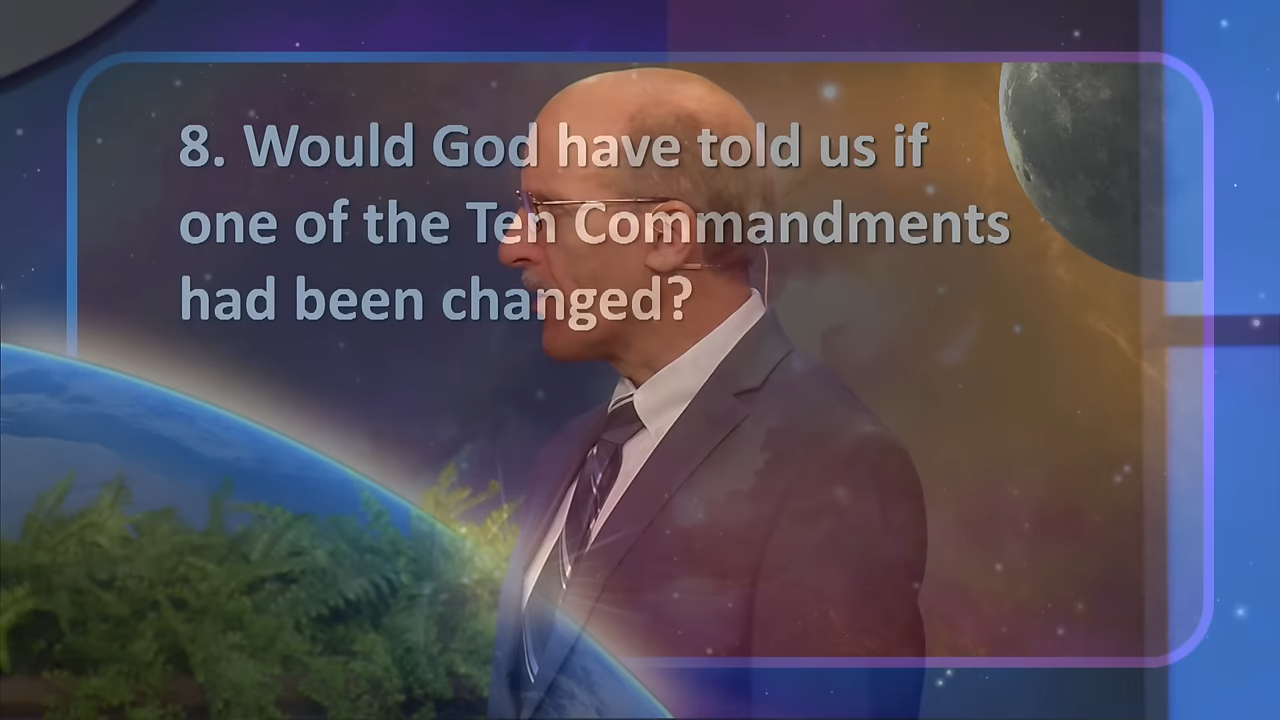 8. Would God have told us if
one of the Ten Commandments
had been changed?